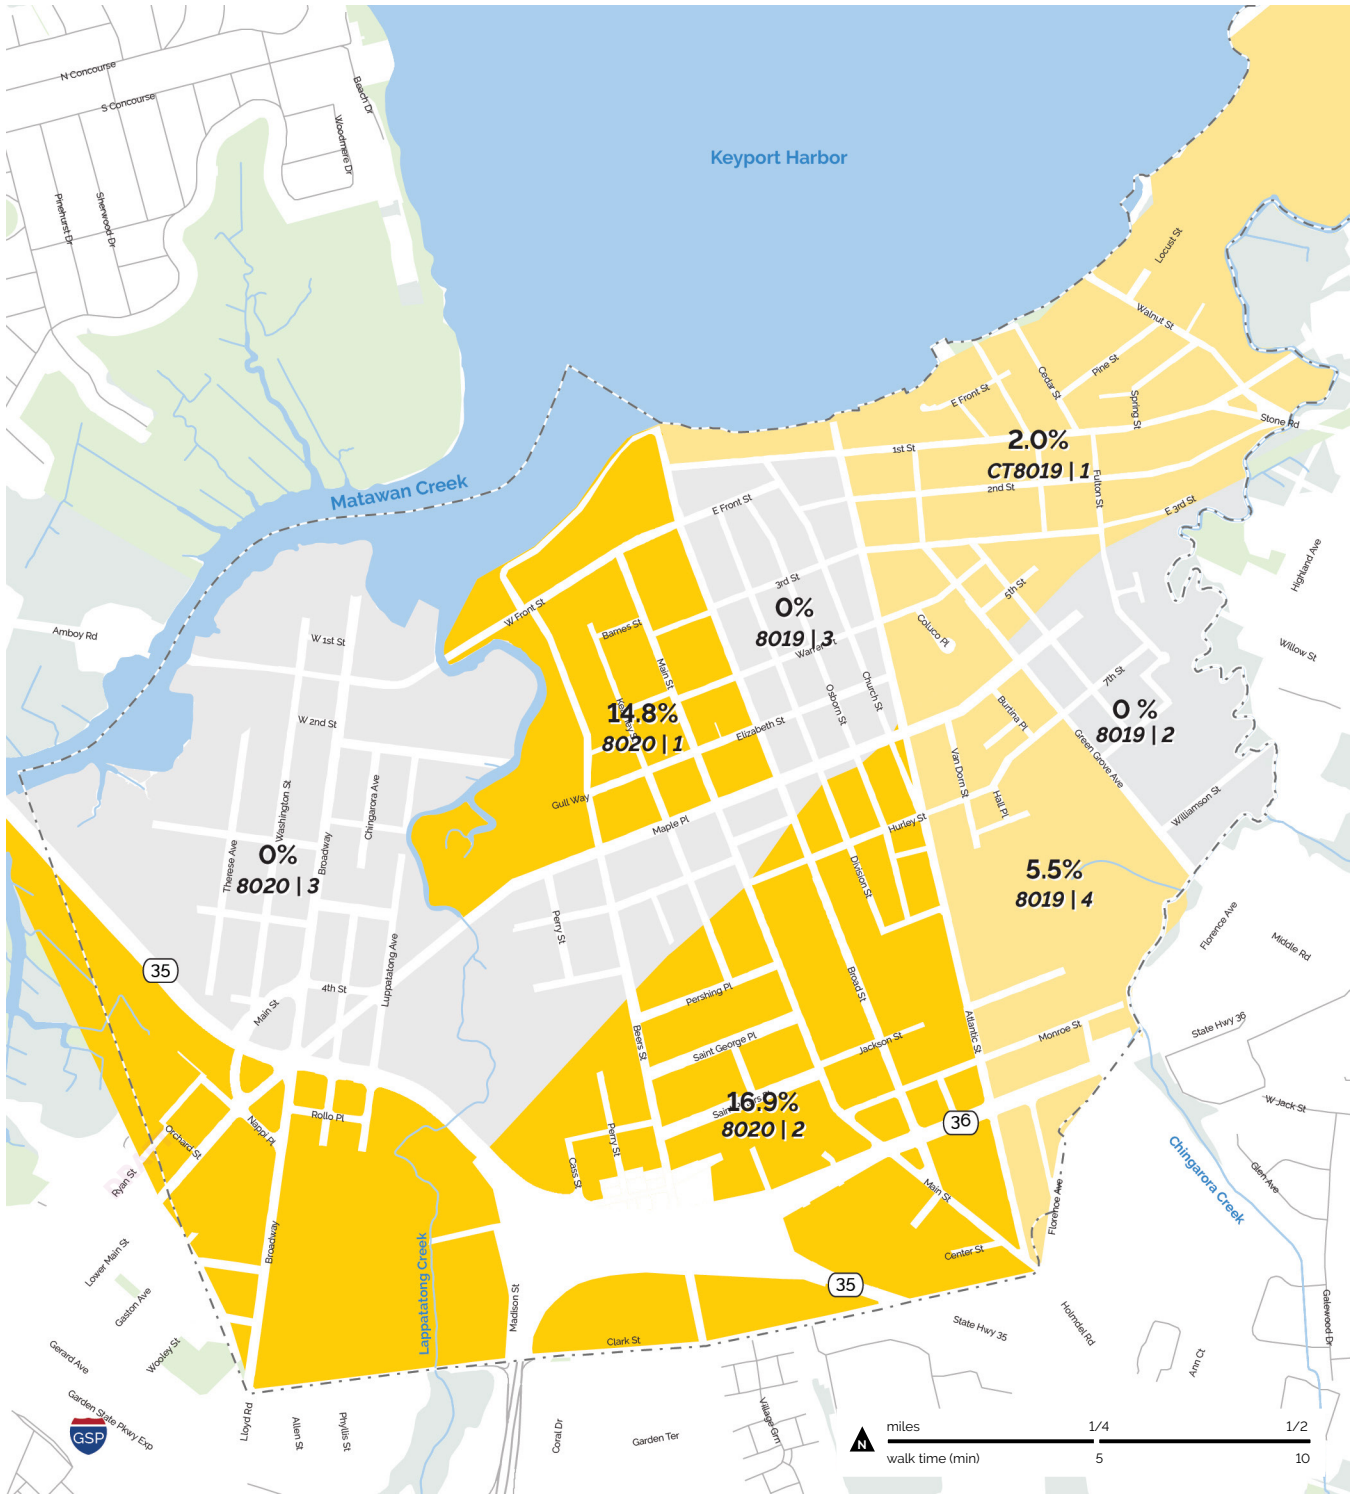 N Concourse
S Concourse
Beach Dr
Woodmere Dr
Pinehurst Dr
Sherwood Dr
Keyport Harbor
Locust St
Walnut St
Pine St
Cedar St
E Front St
Spring St
Stone Rd
1st St
2.0%
CT8019 | 1
2nd St
Fulton St
E 3rd St
Matawan Creek
E Front St
Highland Ave
3rd St
5th St
0%
8019 | 3
W Front St
Barnes St
Coluco Pl
Amboy Rd
W 1st St
Warren St
Willow St
Main St
Church St
7th St
Osborn St
14.8%
8020 | 1
Burtina Pl
0 %
8019 | 2
W 2nd St
Elizabeth St
Green Grove Ave
Van Dorn St
Gull Way
Washington St
Chingarora Ave
Hall Pl
Williamson St
Maple Pl
Hurley St
Therese Ave
Broadway
0%
8020 | 3
Division St
5.5%
8019 | 4
Perry St
Florence Ave
Middle Rd
35
Luppatatong Ave
4th St
Main St
Pershing Pl
Broad St
Beers St
Saint George Pl
Jackson St
Atlantic St
Monroe St
State Hwy 36
16.9%
8020 | 2
36
W Jack St
Rollo Pl
Nappi Pl
Orchard St
Perry St
Cass St
Ryan St
Chingarora Creek
Glen Ave
Main St
Florence Ave
Broadway
Lower Main St
Center St
Lappatatong Creek
35
Gaston Ave
Madison St
Galewood Dr
Holmdel Rd
State Hwy 35
Clark St
Gerard Ave
Wooley St
Ann Ct
Garden State Pkwy Exp
GSP
Lloyd Rd
Allen St
Phyllis St
Coral Dr
Garden Ter
Village Grn
N
miles 1/4 1/2
walk time (min) 5 10